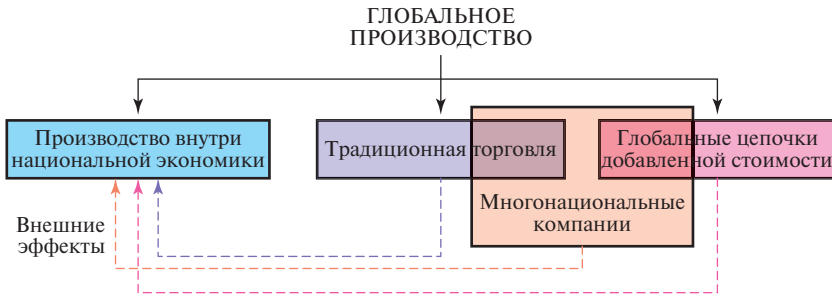 ГЛОБАЛЬНОЕ
ПРОИЗВОДСТВО
Производство внутри
национальной экономики
Традиционная торговля
Глобальные цепочки
добавленной стоимости
Многонациональные
компании
Внешние
эффекты